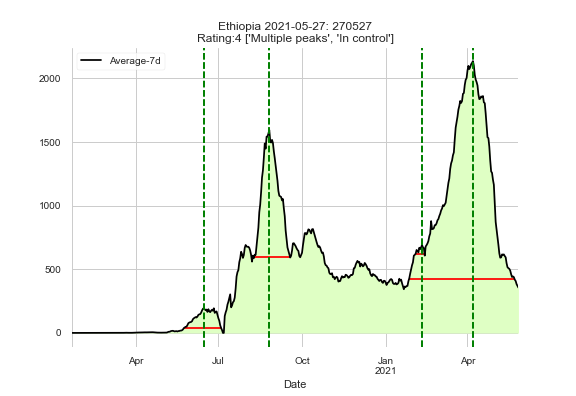 Ethiopia 2021-05-27: 270527
Rating:4 ['Multiple peaks', 'In control']
Average-7d
2000
1500
1000
500
0
Apr
Jul
Oct
Jan
2021
Apr
Date